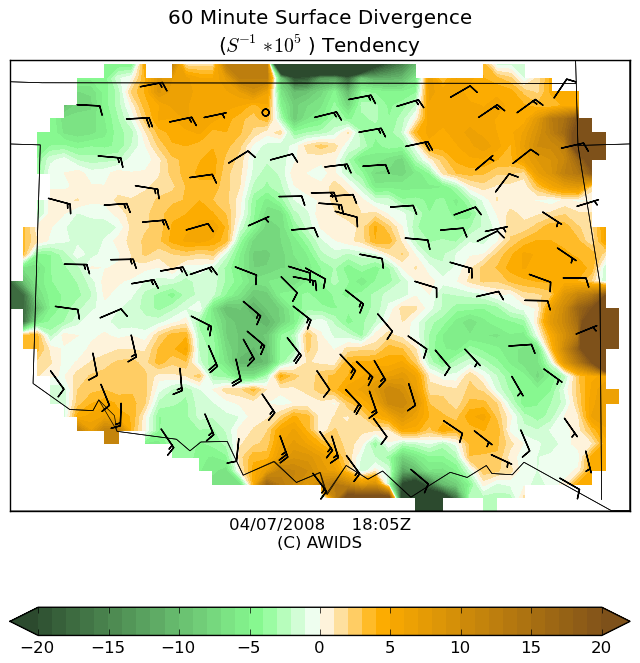 60 Minute Surface Divergence
(S⁻¹ *10⁵ ) Tendency
04/07/2008 18:05Z
(C) AWIDS
−20 −15 −10 −5 0 5 10 15 20